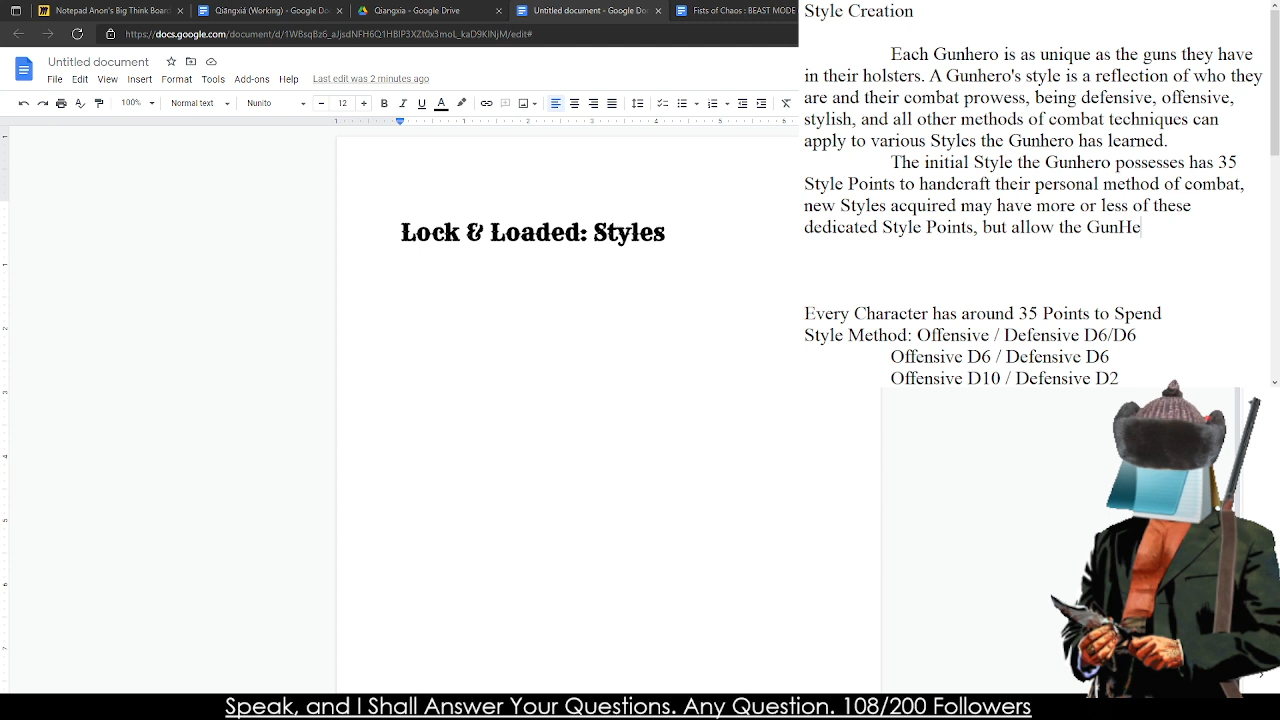 Notepad Anon's Big Think Board
Qiāngxiá (Working) - Google Do
Qiangxia - Google Drive
Untitled document - Google Do
Fists of Chaos : BEAST MODE
https://docs.google.com/document/d/1WBsqBz6_aJjsdNFH6Q1HBIP3XZt0x3moL_kaD9KINjM/edit#
Untitled document
File Edit View Insert Format Tools Add-ons Help Last edit was 2 minutes ago
100% Normal text Nunito 12 B I U A
Lock & Loaded: Styles
Style Creation
Each Gunhero is as unique as the guns they have
in their holsters. A Gunhero's style is a reflection of who they
are and their combat prowess, being defensive, offensive,
stylish, and all other methods of combat techniques can
apply to various Styles the Gunhero has learned.
The initial Style the Gunhero possesses has 35
Style Points to handcraft their personal method of combat,
new Styles acquired may have more or less of these
dedicated Style Points, but allow the GunHe
Every Character has around 35 Points to Spend
Style Method: Offensive / Defensive D6/D6
Offensive D6 / Defensive D6
Offensive D10 / Defensive D2
Speak, and I Shall Answer Your Questions. Any Question. 108/200 Followers